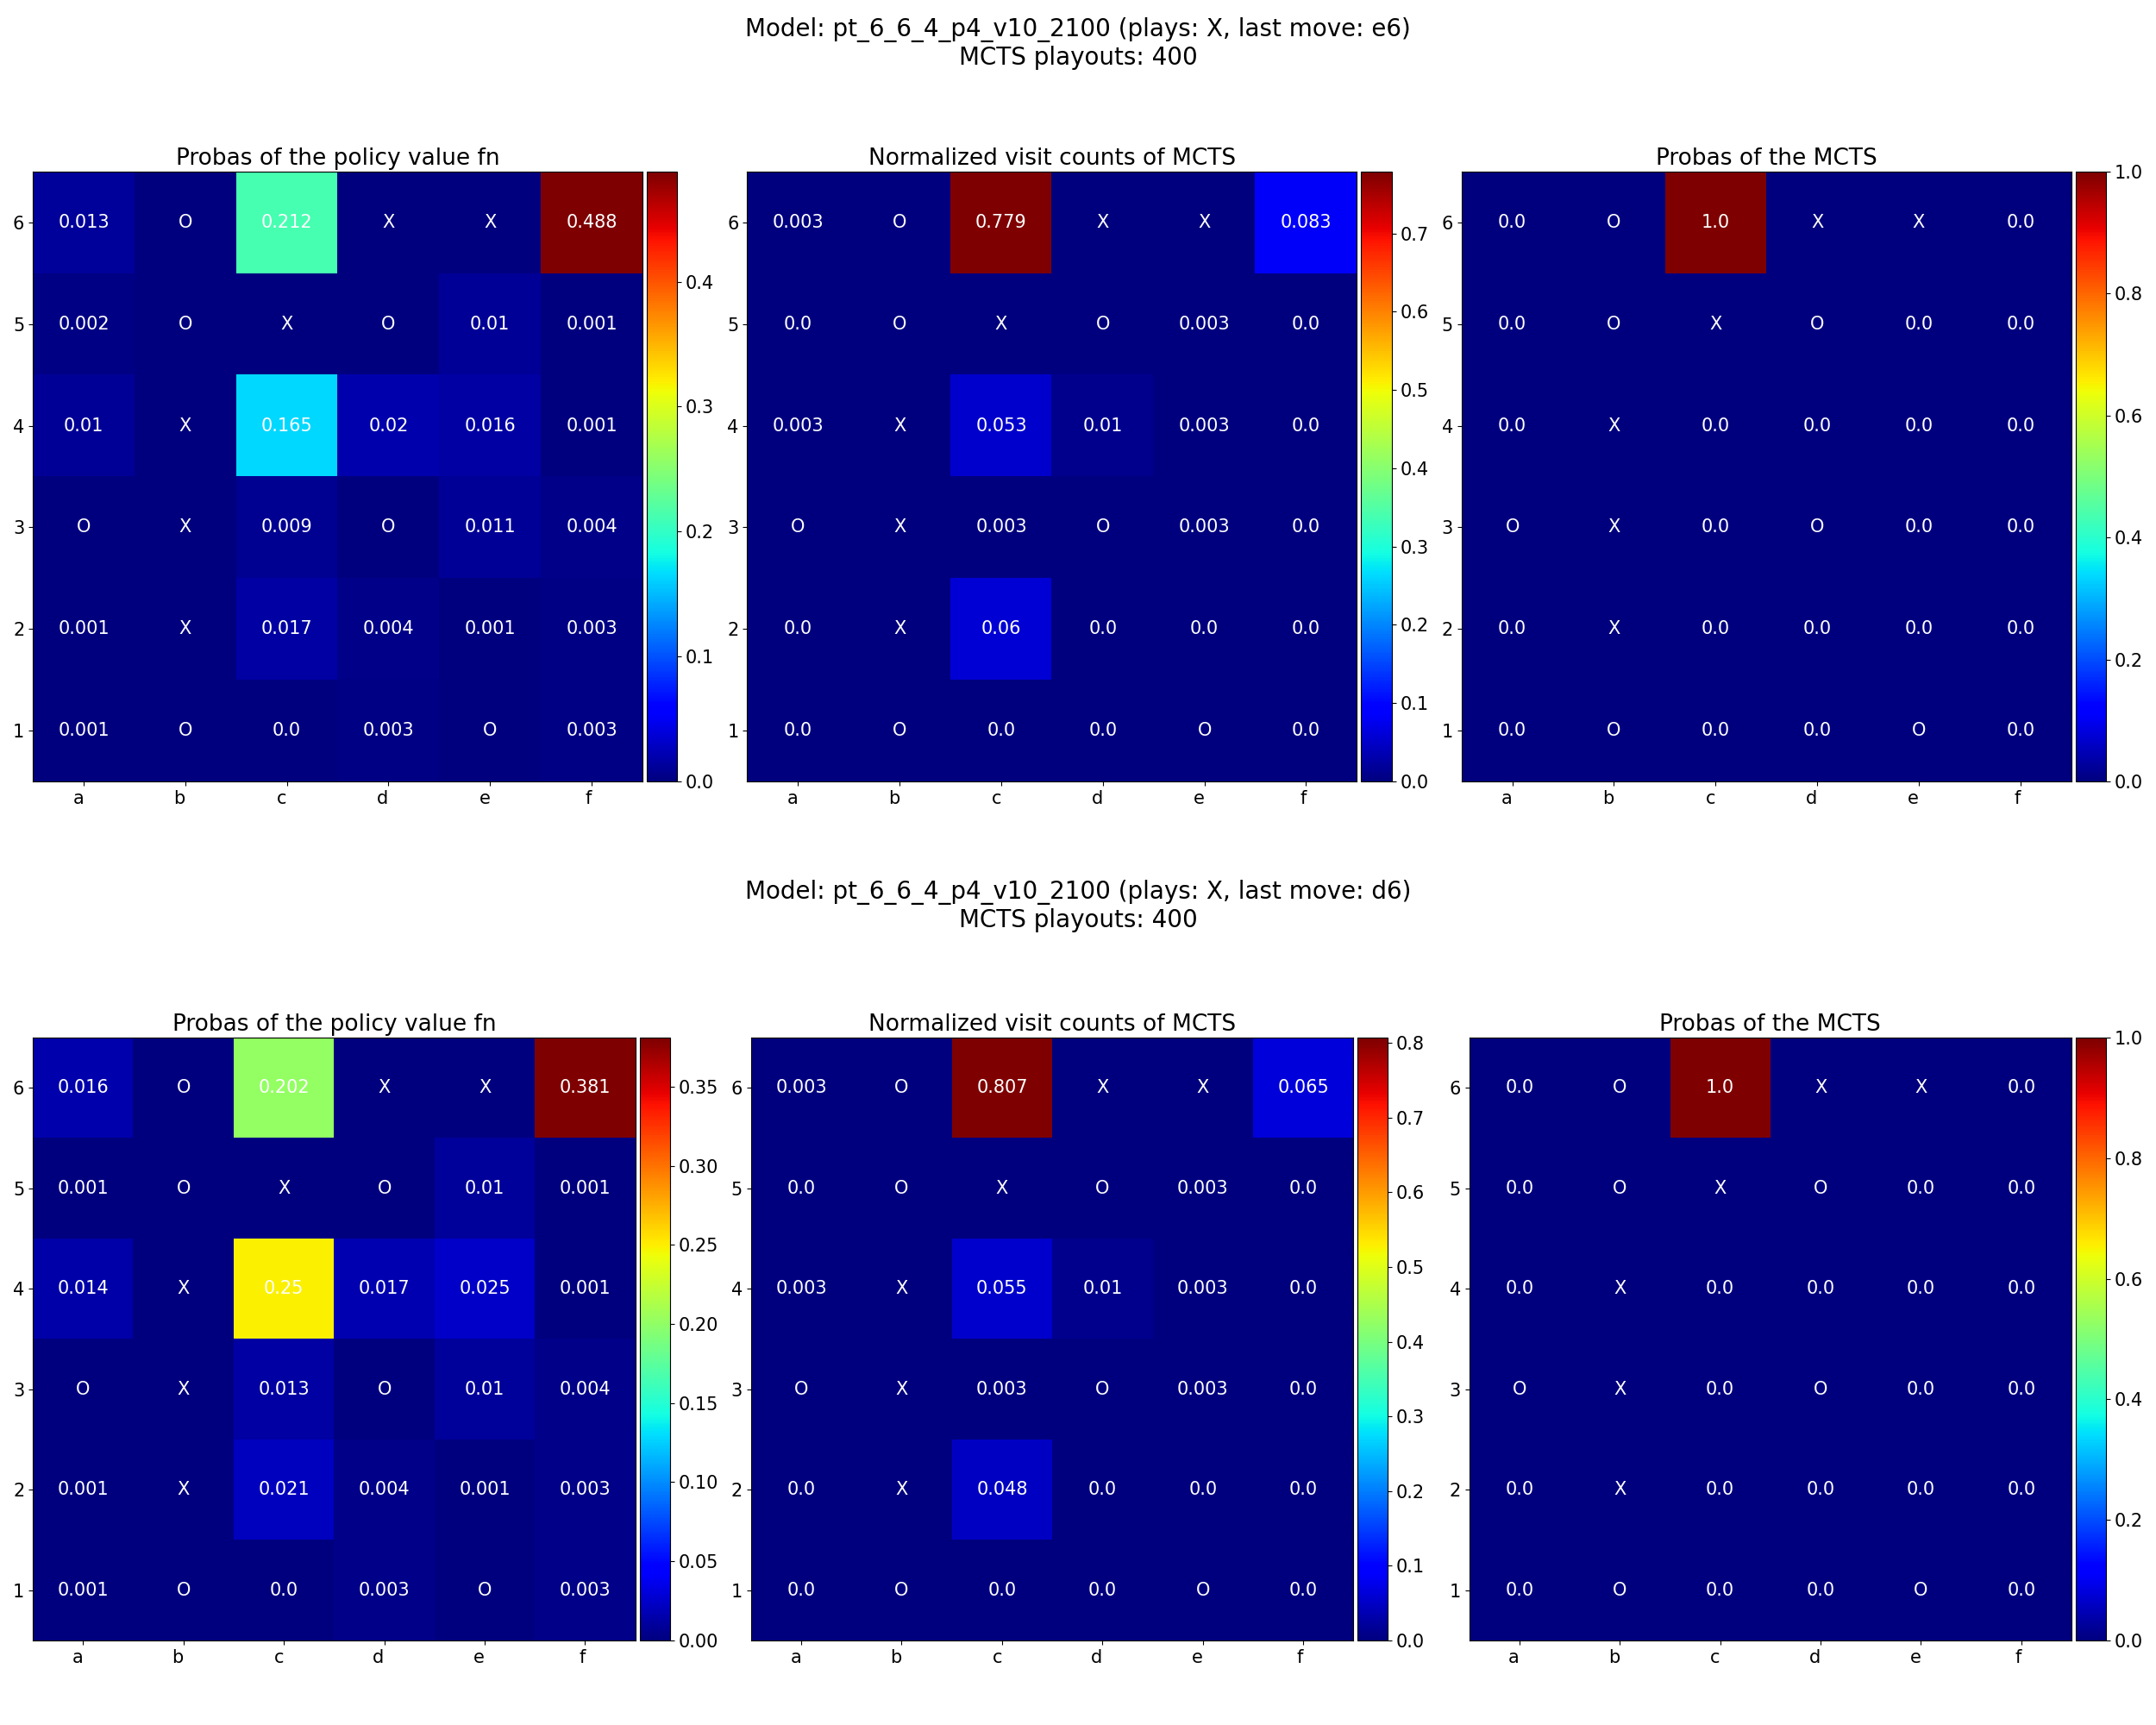 Model: pt_6_6_4_p4_v10_2100 (plays: X, last move: e6)
MCTS playouts: 400
Probas of the policy value fn
6 0.013 O 0.212 X X 0.488
5 0.002 O X O 0.01 0.001
4 0.01 X 0.165 0.02 0.016 0.001
3 O X 0.009 O 0.011 0.004
2 0.001 X 0.017 0.004 0.001 0.003
1 0.001 O 0.0 0.003 O 0.003
a b c d e f
0.4
0.3
0.2
0.1
0.0
Normalized visit counts of MCTS
6 0.003 O 0.779 X X 0.083
5 0.0 O X O 0.003 0.0
4 0.003 X 0.053 0.01 0.003 0.0
3 O X 0.003 O 0.003 0.0
2 0.0 X 0.06 0.0 0.0 0.0
1 0.0 O 0.0 0.0 O 0.0
a b c d e f
0.7
0.6
0.5
0.4
0.3
0.2
0.1
0.0
Probas of the MCTS
6 0.0 O 1.0 X X 0.0
5 0.0 O X O 0.0 0.0
4 0.0 X 0.0 0.0 0.0 0.0
3 O X 0.0 O 0.0 0.0
2 0.0 X 0.0 0.0 0.0 0.0
1 0.0 O 0.0 0.0 O 0.0
a b c d e f
1.0
0.8
0.6
0.4
0.2
0.0
Model: pt_6_6_4_p4_v10_2100 (plays: X, last move: d6)
MCTS playouts: 400
Probas of the policy value fn
6 0.016 O 0.202 X X 0.381
5 0.001 O X O 0.01 0.001
4 0.014 X 0.25 0.017 0.025 0.001
3 O X 0.013 O 0.01 0.004
2 0.001 X 0.021 0.004 0.001 0.003
1 0.001 O 0.0 0.003 O 0.003
a b c d e f
0.35
0.30
0.25
0.20
0.15
0.10
0.05
0.00
Normalized visit counts of MCTS
6 0.003 O 0.807 X X 0.065
5 0.0 O X O 0.003 0.0
4 0.003 X 0.055 0.01 0.003 0.0
3 O X 0.003 O 0.003 0.0
2 0.0 X 0.048 0.0 0.0 0.0
1 0.0 O 0.0 0.0 O 0.0
a b c d e f
0.8
0.7
0.6
0.5
0.4
0.3
0.2
0.1
0.0
Probas of the MCTS
6 0.0 O 1.0 X X 0.0
5 0.0 O X O 0.0 0.0
4 0.0 X 0.0 0.0 0.0 0.0
3 O X 0.0 O 0.0 0.0
2 0.0 X 0.0 0.0 0.0 0.0
1 0.0 O 0.0 0.0 O 0.0
a b c d e f
1.0
0.8
0.6
0.4
0.2
0.0